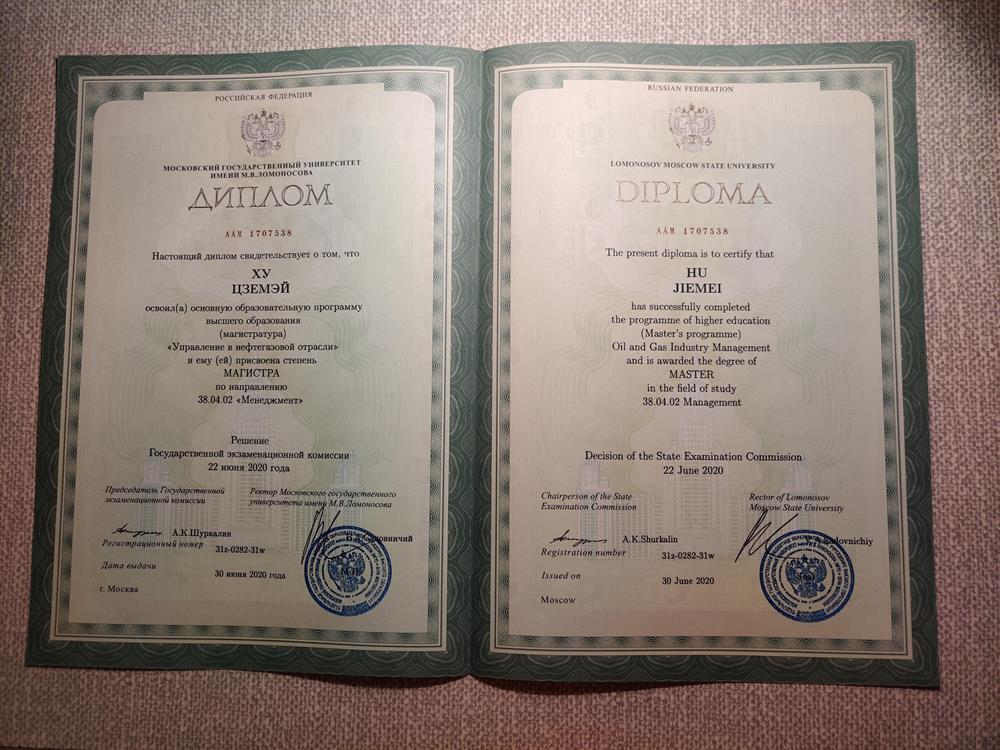 РОССИЙСКАЯ ФЕДЕРАЦИЯ
МОСКОВСКИЙ ГОСУДАРСТВЕННЫЙ УНИВЕРСИТЕТ
ИМЕНИ М.В.ЛОМОНОСОВА
ДИПЛОМ
ААМ 1707538
Настоящий диплом свидетельствует о том, что
ХУ
ЦЗЕМЭЙ
освоил(а) основную образовательную программу
высшего образования
(магистратура)
«Управление в нефтегазовой отрасли»
и ему (ей) присвоена степень
МАГИСТРА
по направлению
38.04.02 «Менеджмент»
Решение
Государственной экзаменационной комиссии
22 июня 2020 года
Председатель Государственной
экзаменационной комиссии
Ректор Московского государственного
университета имени М.В.Ломоносова
А.К.Шуркалин
Регистрационный номер
31z-0282-31w
Дата выдачи
30 июня 2020 года
г. Москва
RUSSIAN FEDERATION
LOMONOSOV MOSCOW STATE UNIVERSITY
DIPLOMA
ААМ 1707538
The present diploma is to certify that
HU
JIEMEI
has successfully completed
the programme of higher education
(Master's programme)
Oil and Gas Industry Management
and is awarded the degree of
MASTER
in the field of study
38.04.02 Management
Decision of the State Examination Commission
22 June 2020
Chairperson of the State
Examination Commission
Rector of Lomonosov
Moscow State University
A.K.Shurkalin
Registration number
31z-0282-31w
Issued on
30 June 2020
Moscow